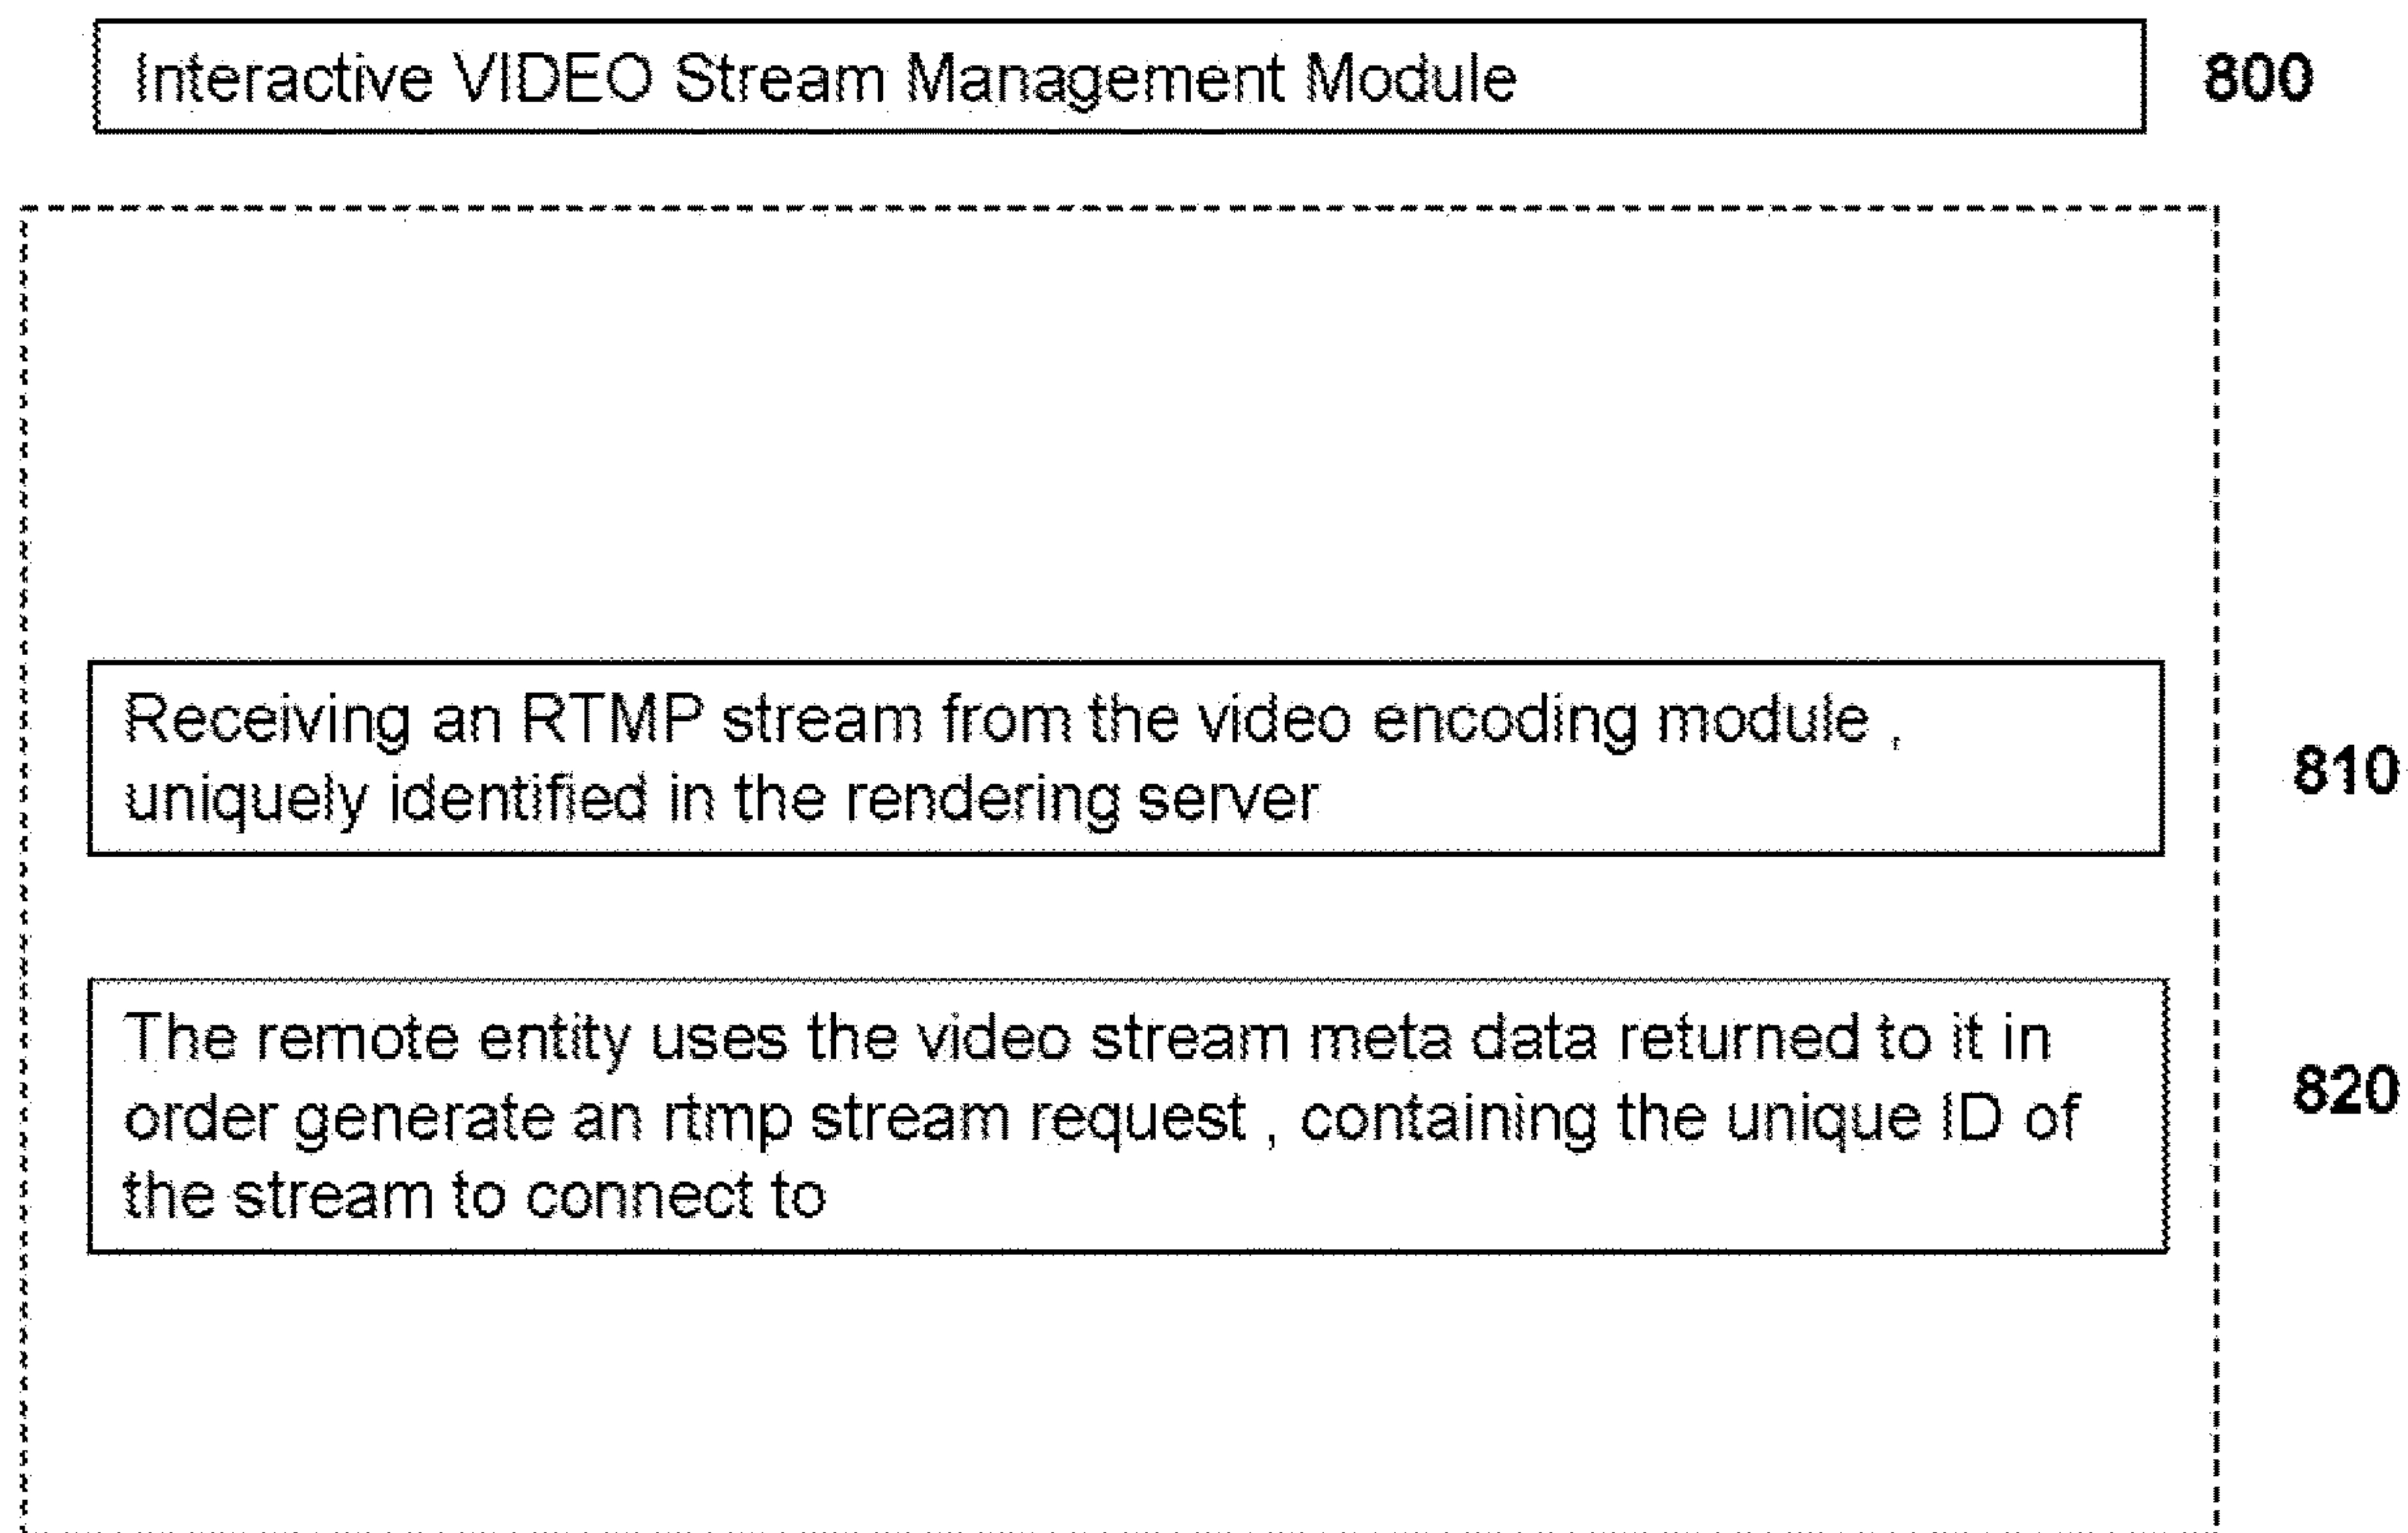 Interactive VIDEO Stream Management Module 800
Receiving an RTMP stream from the video encoding module ,
uniquely identified in the rendering server
810
The remote entity uses the video stream meta data returned to it in
order generate an rtmp stream request , containing the unique ID of
the stream to connect to
820